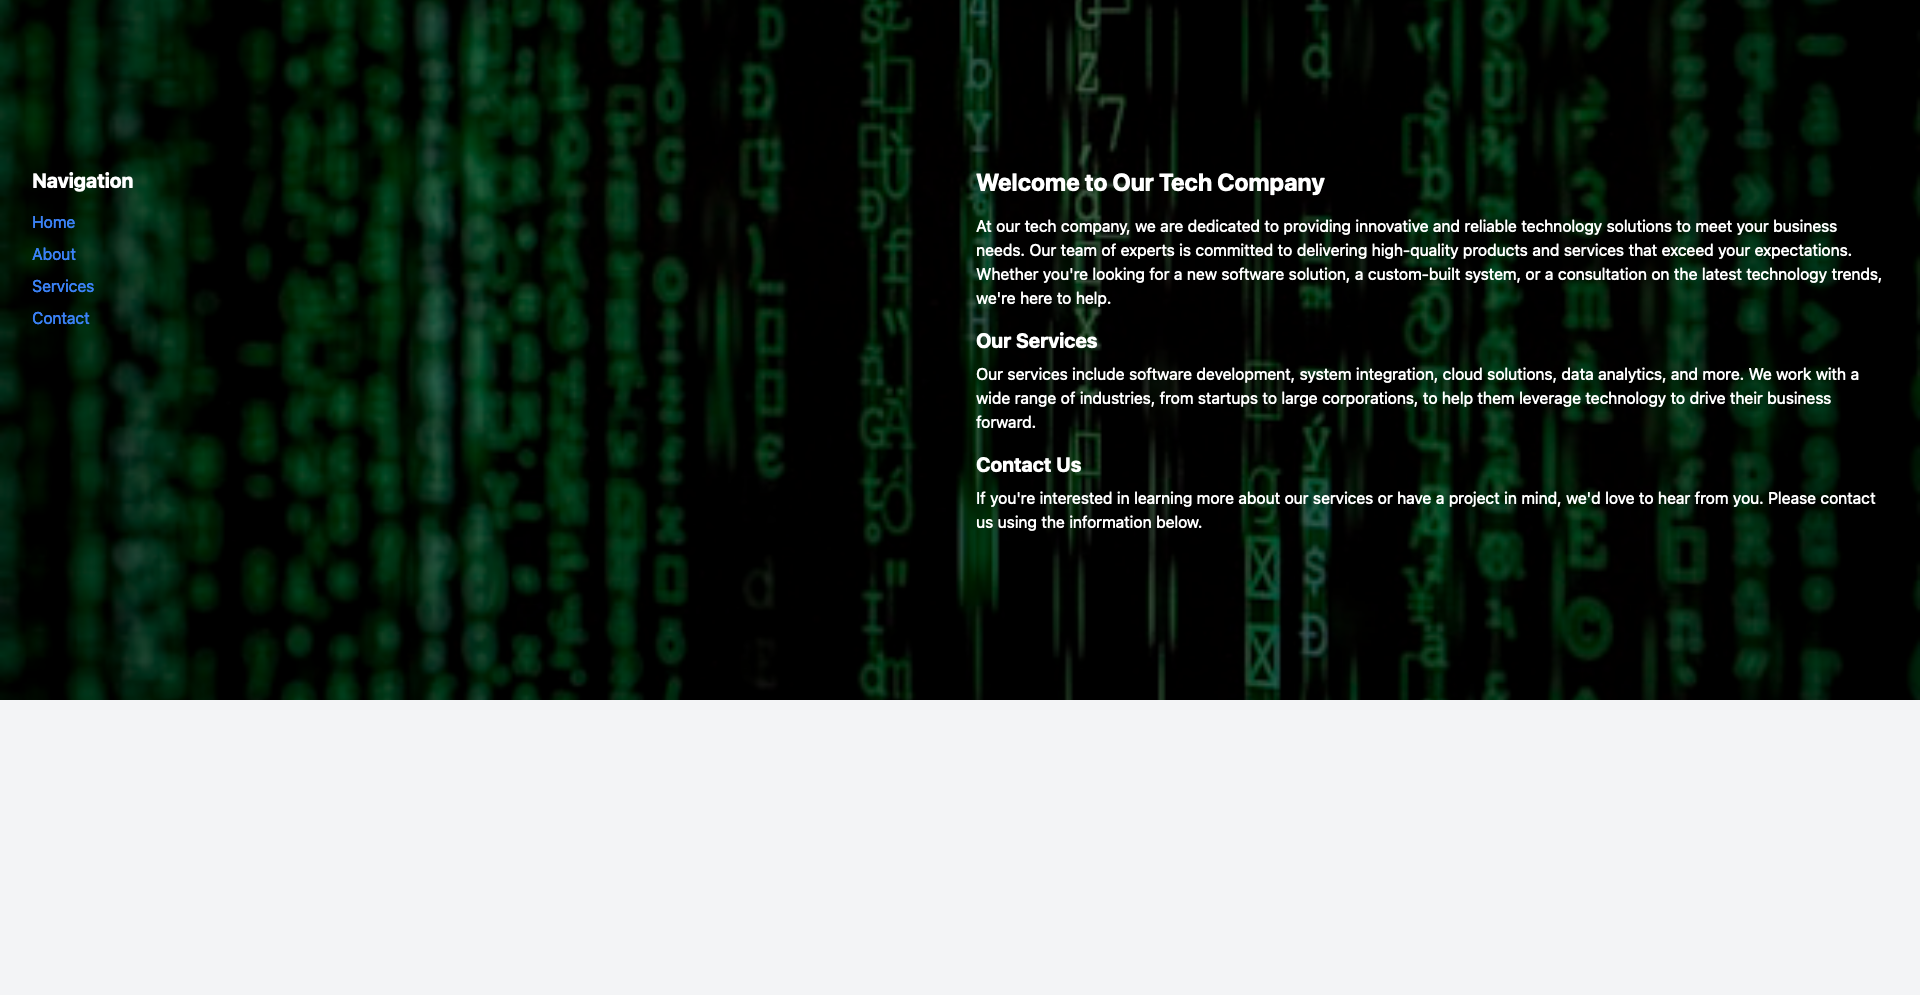 Navigation
Home
About
Services
Contact
Welcome to Our Tech Company
At our tech company, we are dedicated to providing innovative and reliable technology solutions to meet your business
needs. Our team of experts is committed to delivering high-quality products and services that exceed your expectations.
Whether you're looking for a new software solution, a custom-built system, or a consultation on the latest technology trends,
we're here to help.
Our Services
Our services include software development, system integration, cloud solutions, data analytics, and more. We work with a
wide range of industries, from startups to large corporations, to help them leverage technology to drive their business
forward.
Contact Us
If you're interested in learning more about our services or have a project in mind, we'd love to hear from you. Please contact
us using the information below.